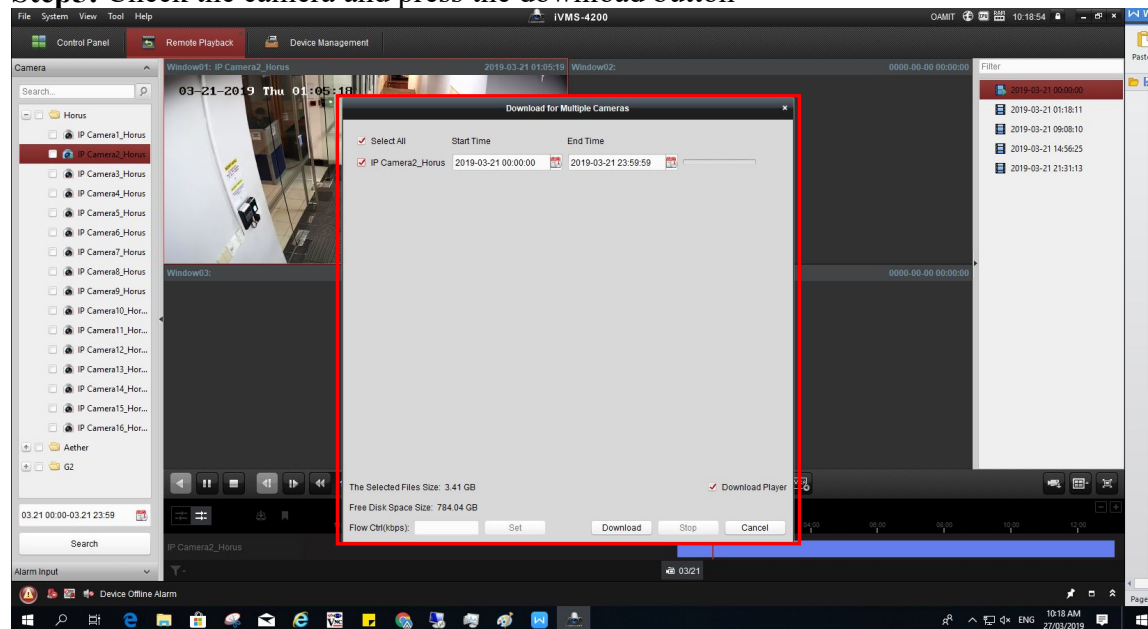 Step5: Check the camera and press the download button
File System View Tool Help
iVMS-4200
OAMIT
10:18:54
Control Panel
Remote Playback
Device Management
Past
Camera
Window01: IP Camera2_Horus 2019-03-21 01:05:19
Window02: 0000-00-00 00:00:00
Filter
Search...
03-21-2019 Thu 01:05:18
Download for Multiple Cameras
2019-03-21 00:00:00
2019-03-21 01:18:11
2019-03-21 09:08:10
2019-03-21 14:56:25
2019-03-21 21:31:13
Horus
IP Camera1_Horus
IP Camera2_Horus
IP Camera3_Horus
IP Camera4_Horus
IP Camera5_Horus
IP Camera6_Horus
IP Camera7_Horus
IP Camera8_Horus
IP Camera9_Horus
IP Camera10_Hor...
IP Camera11_Hor...
IP Camera12_Hor...
IP Camera13_Hor...
IP Camera14_Hor...
IP Camera15_Hor...
IP Camera16_Hor...
Aether
G2
Select All Start Time End Time
IP Camera2_Horus 2019-03-21 00:00:00 2019-03-21 23:59:59
Window03:
0000-00-00 00:00:00
The Selected Files Size: 3.41 GB
Download Player
Free Disk Space Size: 784.04 GB
Flow Ctrl(kbps): Set Download Stop Cancel
03.21 00:00-03.21 23:59
04:00 06:00 08:00 10:00 12:00
Search
IP Camera2_Horus
03/21
Alarm Input
Device Offline Alarm
Page
ENG
10:18 AM
27/03/2019